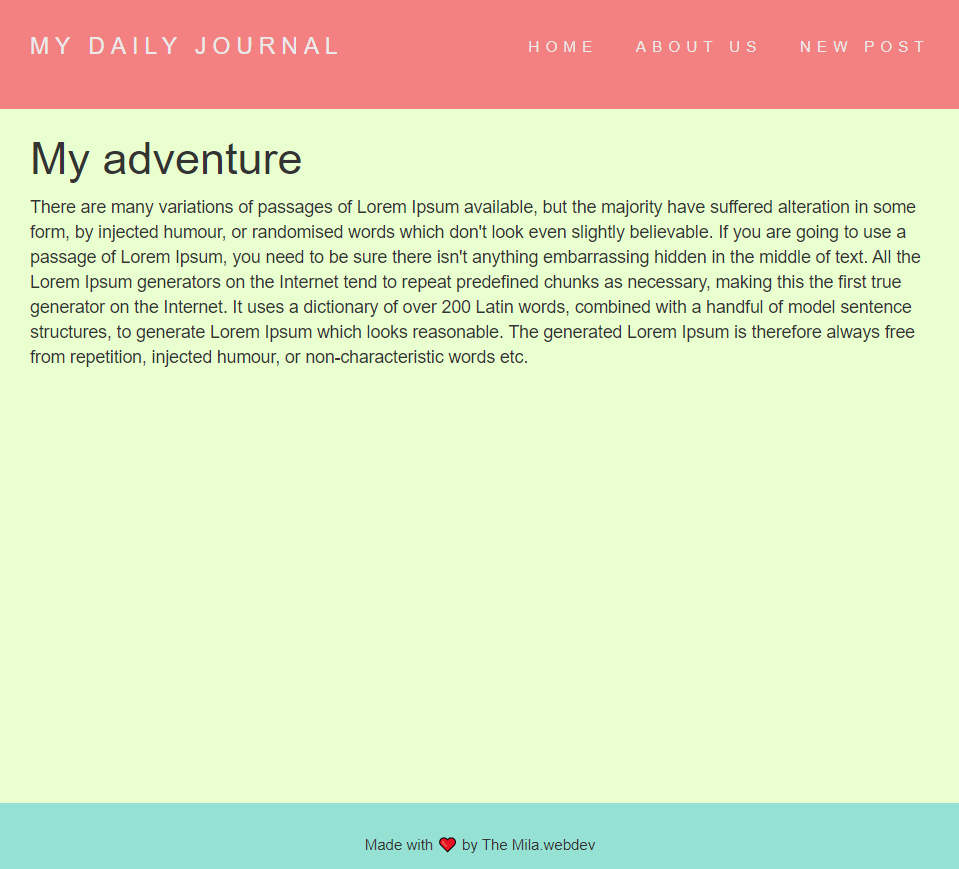 MY DAILY JOURNAL
HOME ABOUT US NEW POST
My adventure
There are many variations of passages of Lorem Ipsum available, but the majority have suffered alteration in some
form, by injected humour, or randomised words which don't look even slightly believable. If you are going to use a
passage of Lorem Ipsum, you need to be sure there isn't anything embarrassing hidden in the middle of text. All the
Lorem Ipsum generators on the Internet tend to repeat predefined chunks as necessary, making this the first true
generator on the Internet. It uses a dictionary of over 200 Latin words, combined with a handful of model sentence
structures, to generate Lorem Ipsum which looks reasonable. The generated Lorem Ipsum is therefore always free
from repetition, injected humour, or non-characteristic words etc.
Made with ❤ by The Mila.webdev